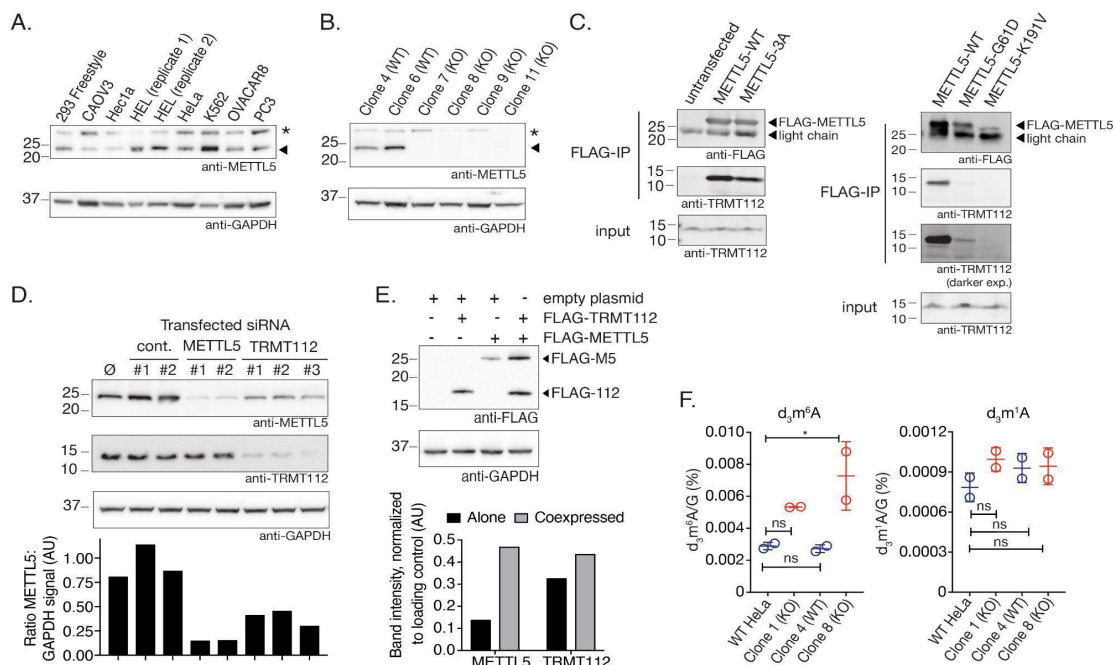 A.
293 Freestyle
CAOV3
Hec1a
HEL (replicate 1)
HEL (replicate 2)
HeLa
K562
OVACAR8
PC3
25
20
*
anti-METTL5
37
anti-GAPDH
B.
Clone 4 (WT)
Clone 6 (WT)
Clone 7 (KO)
Clone 8 (KO)
Clone 9 (KO)
Clone 11 (KO)
25
20
*
anti-METTL5
37
anti-GAPDH
C.
untransfected
METTL5-WT
METTL5-3A
FLAG-IP
25
20
FLAG-METTL5
light chain
anti-FLAG
15
10
anti-TRMT112
input
15
10
anti-TRMT112
METTL5-WT
METTL5-G61D
METTL5-K191V
FLAG-IP
25
20
FLAG-METTL5
light chain
anti-FLAG
15
10
anti-TRMT112
15
10
anti-TRMT112
(darker exp.)
input
15
10
anti-TRMT112
D.
Transfected siRNA
cont. METTL5 TRMT112
Ø #1 #2 #1 #2 #1 #2 #3
25
20
anti-METTL5
15
10
anti-TRMT112
37
anti-GAPDH
Ratio METTL5:
GAPDH signal (AU)
1.00
0.75
0.50
0.25
0.00
E.
+ + + - empty plasmid
- + - + FLAG-TRMT112
- - + + FLAG-METTL5
25
20
15
FLAG-M5
FLAG-112
anti-FLAG
37
anti-GAPDH
Alone Coexpressed
Band intensity, normalized
to loading control (AU)
0.5
0.4
0.3
0.2
0.1
0.0
METTL5 TRMT112
F.
d3m6A
d3m6A/G (%)
0.010
0.008
0.006
0.004
0.002
0
*
ns
ns
WT HeLa
Clone 1 (KO)
Clone 4 (WT)
Clone 8 (KO)
d3m1A
d3m1A/G (%)
0.0012
0.0009
0.0006
0.0003
0
ns
ns
ns
WT HeLa
Clone 1 (KO)
Clone 4 (WT)
Clone 8 (KO)